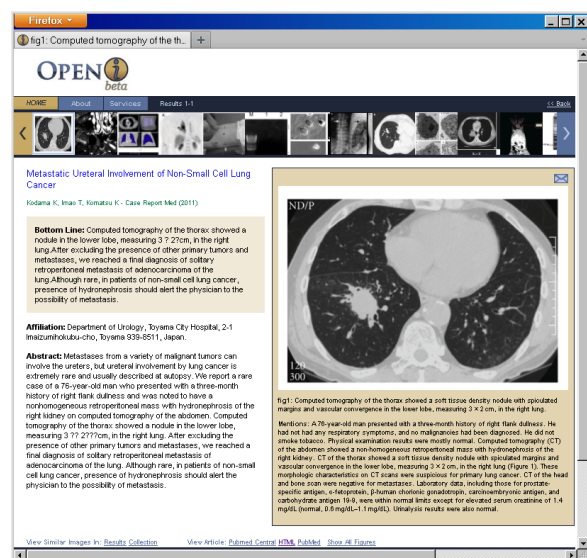 Firefox
fig1: Computed tomography of the th...
OPEN i
beta
HOME About Services Results 1-1 << Back
Metastatic Ureteral Involvement of Non-Small Cell Lung
Cancer
Kodama K, Imao T, Komatsu K - Case Report Med (2011)
Bottom Line: Computed tomography of the thorax showed a
nodule in the lower lobe, measuring 3 ? 2?cm, in the right
lung.After excluding the presence of other primary tumors and
metastases, we reached a final diagnosis of solitary
retroperitoneal metastasis of adenocarcinoma of the
lung.Although rare, in patients of non-small cell lung cancer,
presence of hydronephrosis should alert the physician to the
possibility of metastasis.
Affiliation: Department of Urology, Toyama City Hospital, 2-1
Imaizumihokubu-cho, Toyama 939-8511, Japan.
Abstract: Metastases from a variety of malignant tumors can
involve the ureters, but ureteral involvement by lung cancer is
extremely rare and usually described at autopsy. We report a rare
case of a 76-year-old man who presented with a three-month
history of right flank dullness and was noted to have a
nonhomogeneous retroperitoneal mass with hydronephrosis of the
right kidney on computed tomography of the abdomen. Computed
tomography of the thorax showed a nodule in the lower lobe,
measuring 3 ?? 2???cm, in the right lung. After excluding the
presence of other primary tumors and metastases, we reached a
final diagnosis of solitary retroperitoneal metastasis of
adenocarcinoma of the lung. Although rare, in patients of non-small
cell lung cancer, presence of hydronephrosis should alert the
physician to the possibility of metastasis.
ND/P
120
300
fig1: Computed tomography of the thorax showed a soft tissue density nodule with spiculated
margins and vascular convergence in the lower lobe, measuring 3 × 2 cm, in the right lung.
Mentions: A 76-year-old man presented with a three-month history of right flank dullness. He
had not had any respiratory symptoms, and no malignancies had been diagnosed. He did not
smoke tobacco. Physical examination results were mostly normal. Computed tomography (CT)
of the abdomen showed a non-homogeneous retroperitoneal mass with hydronephrosis of the
right kidney. CT of the thorax showed a soft tissue density nodule with spiculated margins and
vascular convergence in the lower lobe, measuring 3 × 2 cm, in the right lung (Figure 1). These
morphologic characteristics on CT scans were suspicious for primary lung cancer. CT of the head
and bone scan were negative for metastases. Laboratory data, including those for prostate-
specific antigen, α-fetoprotein, β-human chorionic gonadotropin, carcinoembryonic antigen, and
carbohydrate antigen 19-9, were within normal limits except for elevated serum creatinine of 1.4
mg/dL (normal, 0.6 mg/dL–1.1 mg/dL). Urinalysis results were also normal.
View Similar Images In: Results Collection View Article: Pubmed Central HTML PubMed Show All Figures